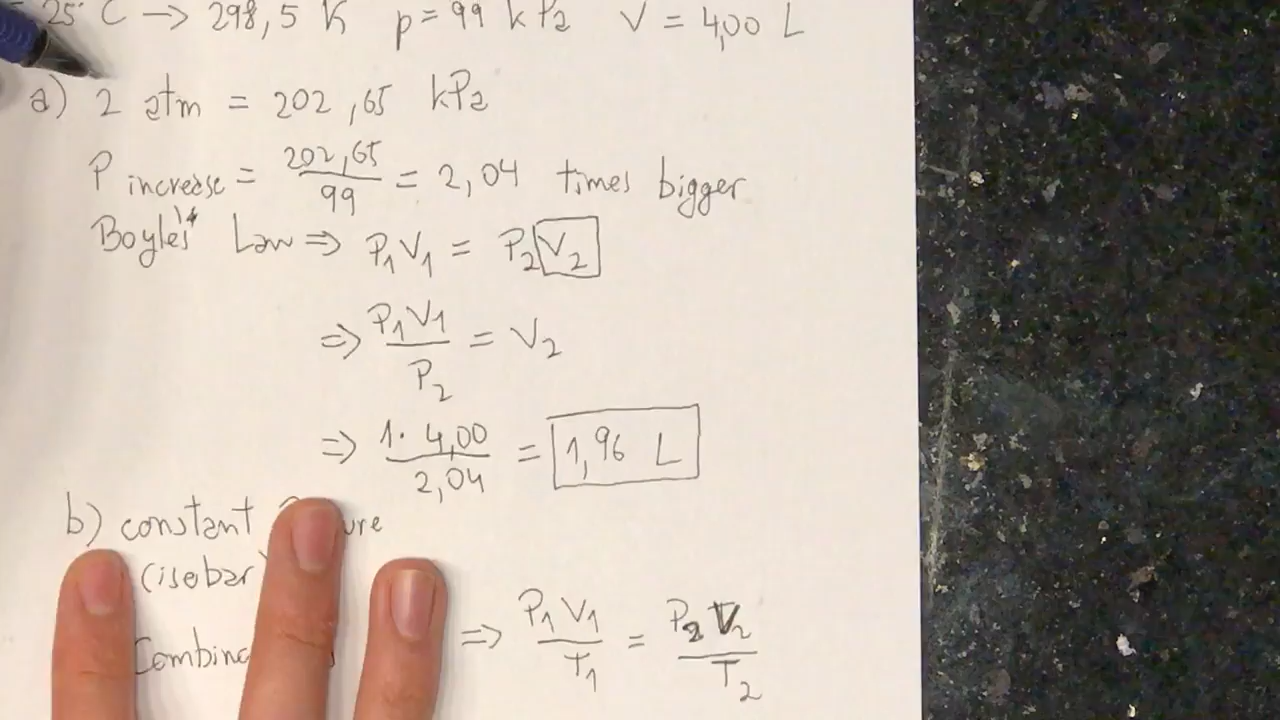 25° C –> 298,5 K p = 99 kPa V = 4,00 L
a) 2 atm = 202,65 kPa
P increase = 202,65 / 99 = 2,04 times bigger
Boyle's Law => P₁V₁ = P₂V₂
=> P₁V₁ / P₂ = V₂
=> 1 · 4,00 / 2,04 = 1,96 L
b) constant
(isobar
=> P₁V₁ / T₁ = P₂V₂ / T₂